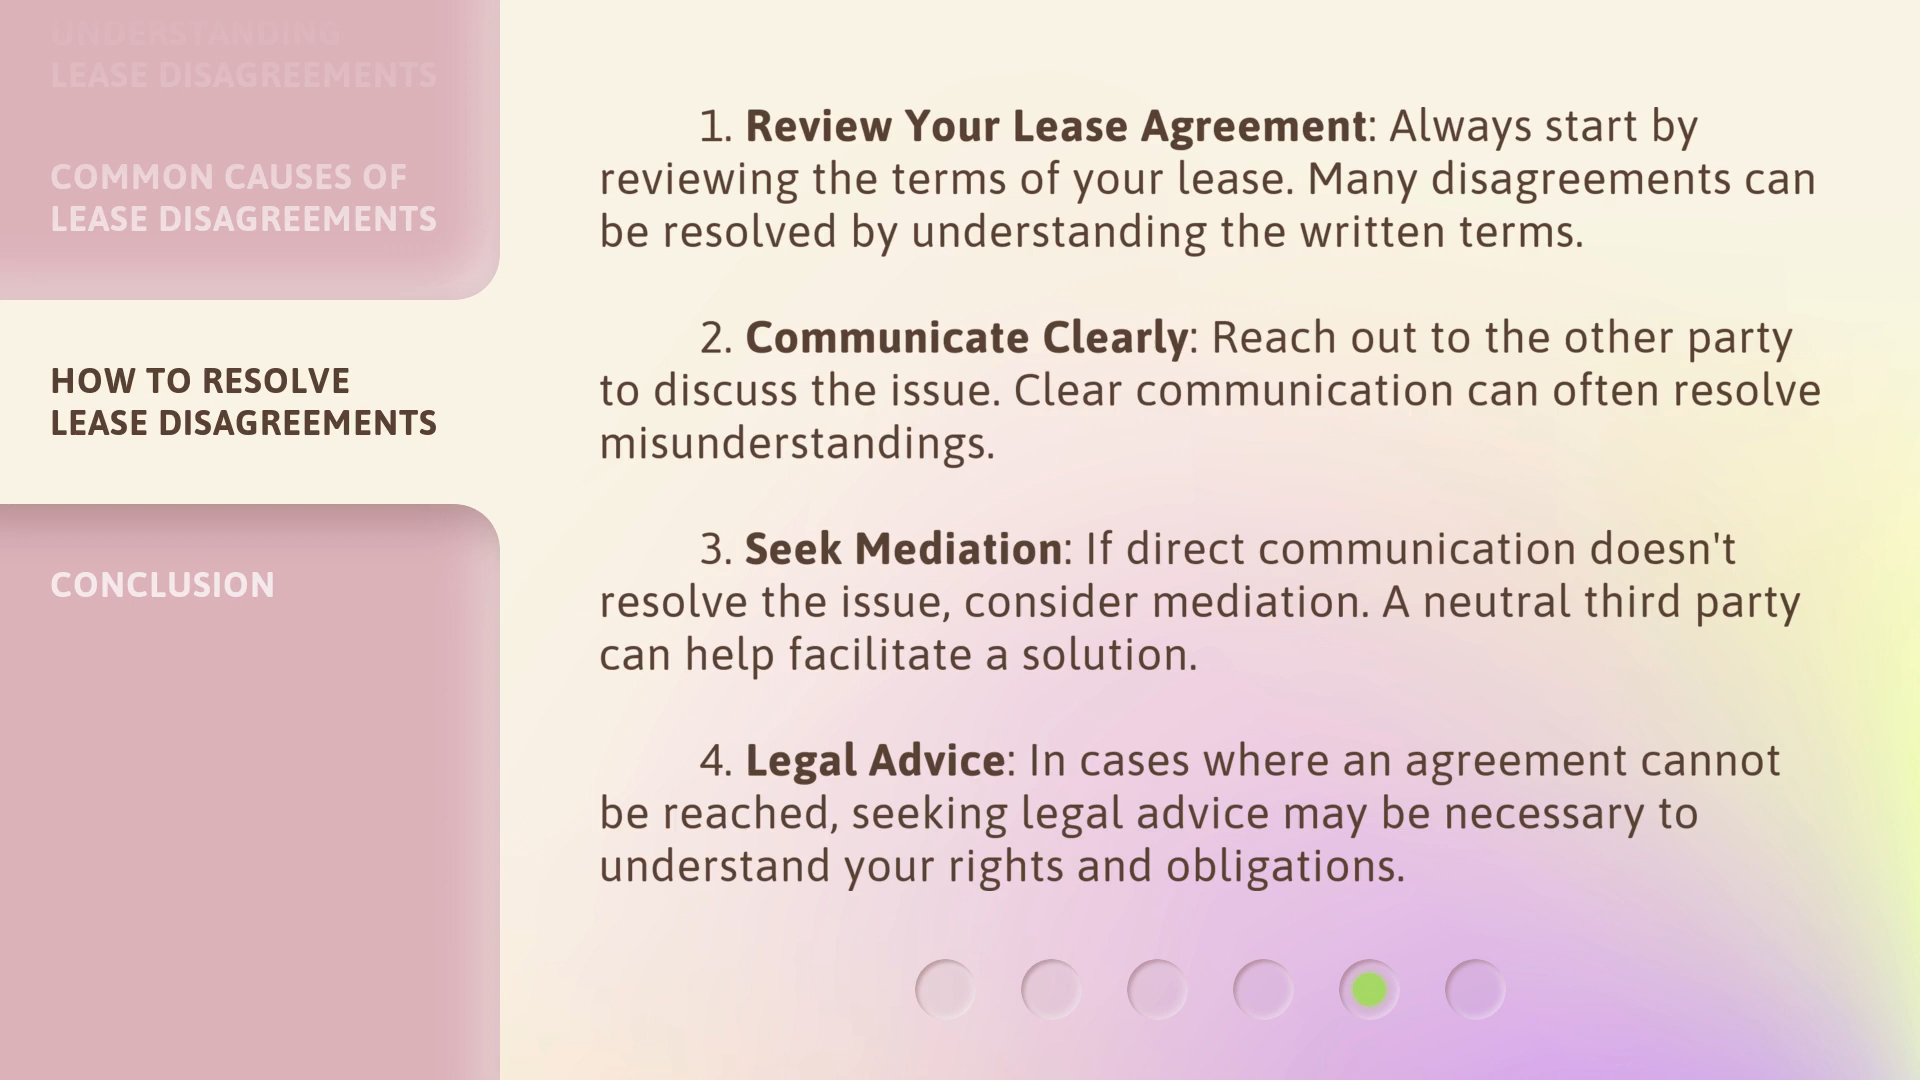 UNDERSTANDING
LEASE DISAGREEMENTS
COMMON CAUSES OF
LEASE DISAGREEMENTS
HOW TO RESOLVE
LEASE DISAGREEMENTS
CONCLUSION
1. Review Your Lease Agreement: Always start by
reviewing the terms of your lease. Many disagreements can
be resolved by understanding the written terms.
2. Communicate Clearly: Reach out to the other party
to discuss the issue. Clear communication can often resolve
misunderstandings.
3. Seek Mediation: If direct communication doesn't
resolve the issue, consider mediation. A neutral third party
can help facilitate a solution.
4. Legal Advice: In cases where an agreement cannot
be reached, seeking legal advice may be necessary to
understand your rights and obligations.